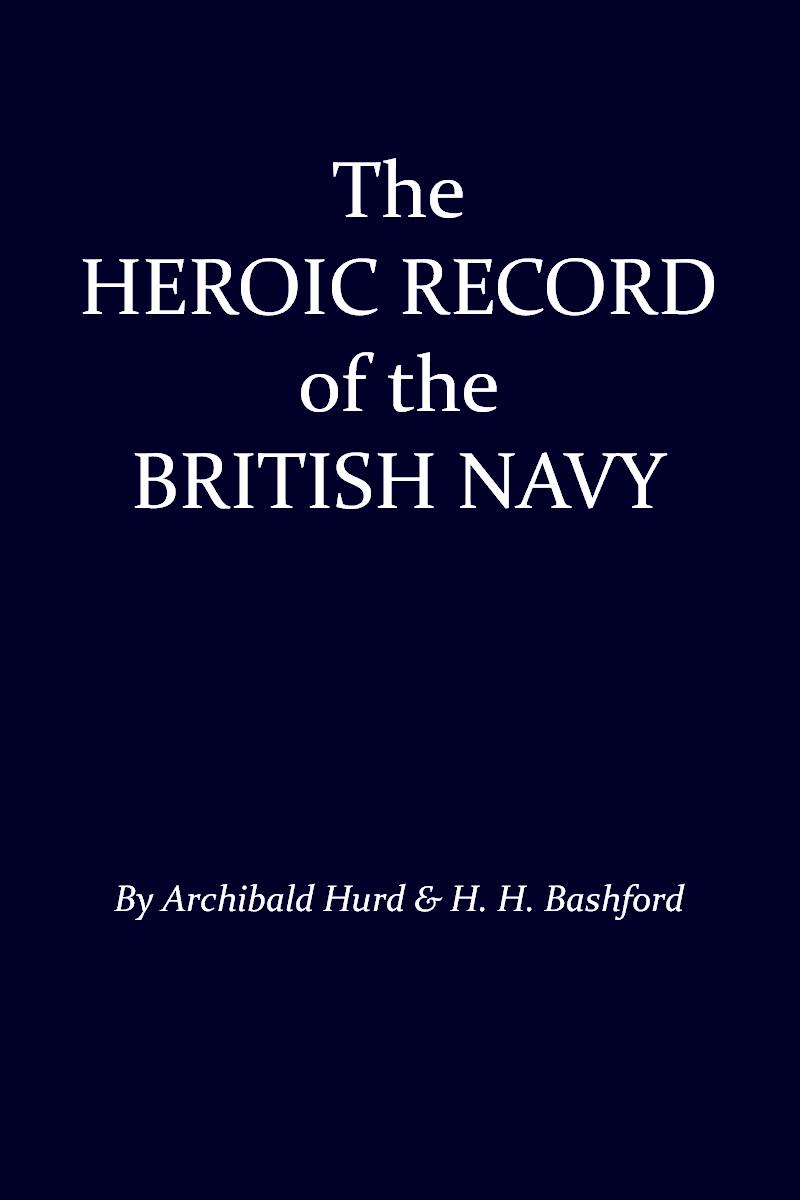 The
HEROIC RECORD
of the
BRITISH NAVY
By Archibald Hurd & H. H. Bashford